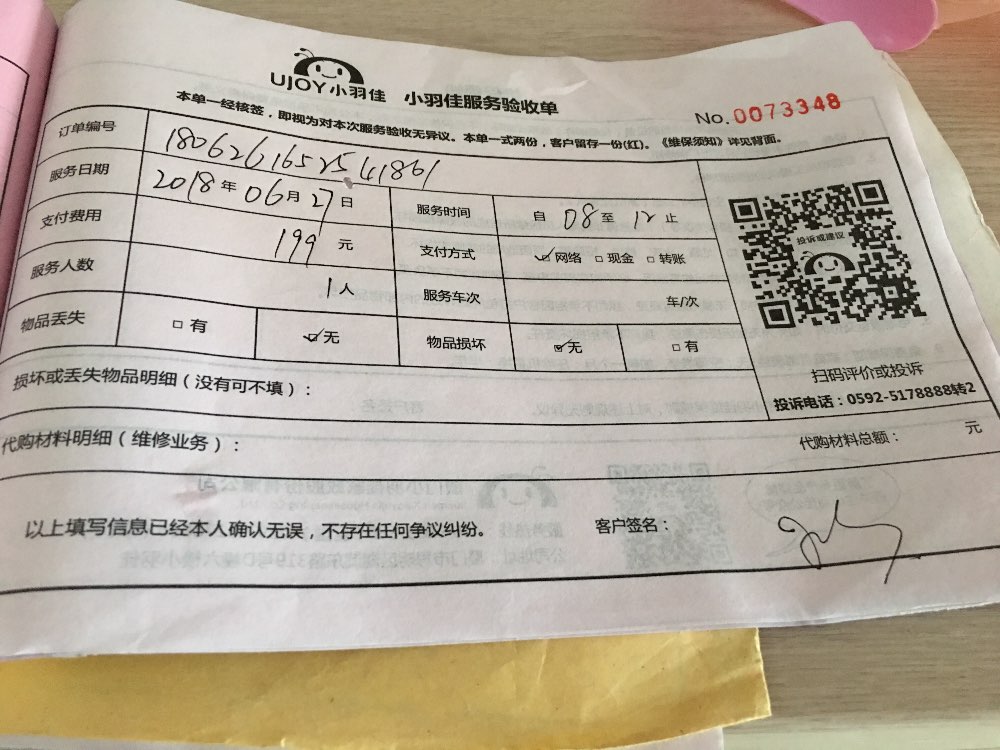 UJOY小羽佳 小羽佳服务验收单
No.0073348
本单一经核签，即视为对本次服务验收无异议。本单一式两份，客户留存一份(红)。《维保须知》详见背面。
订单编号 1806261652541861
服务日期 2018年06月27日 服务时间 自08至12止
支付费用 199元 支付方式 网络 现金 转账
服务人数 1人 服务车次 车/次
物品丢失 有 无 物品损坏 无 有
投诉或建议
扫码评价或投诉
投诉电话：0592-5178888转2
损坏或丢失物品明细（没有可不填）：
代购材料明细（维修业务）： 代购材料总额： 元
以上填写信息已经本人确认无误，不存在任何争议纠纷。 客户签名：